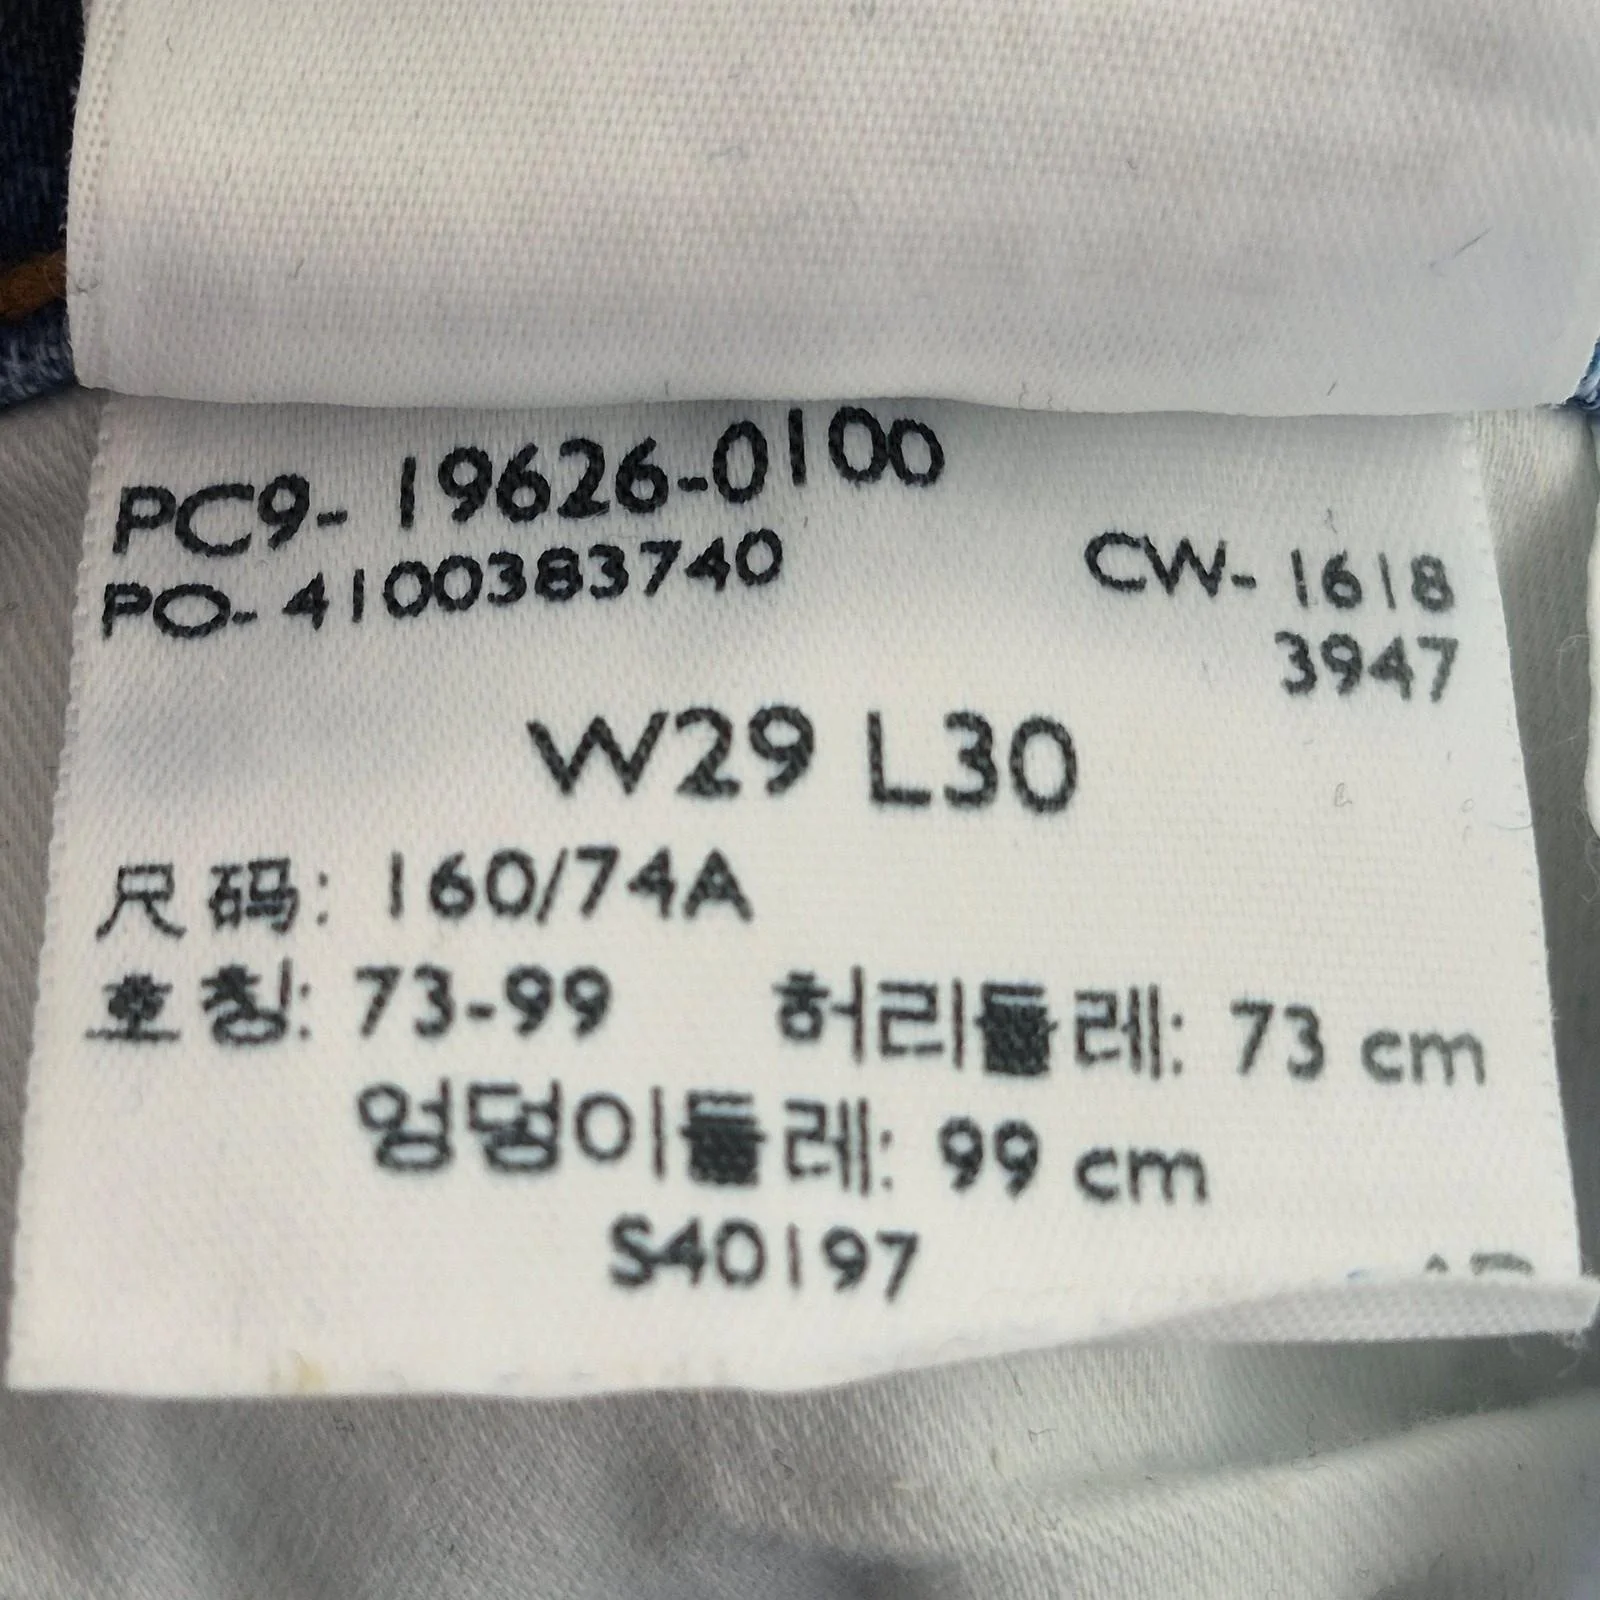 PC9-19626-0100
PO-4100383740 CW-1618
3947
W29 L30
尺码: 160/74A
호칭: 73-99 허리둘레: 73 cm
엉덩이둘레: 99 cm
S40197